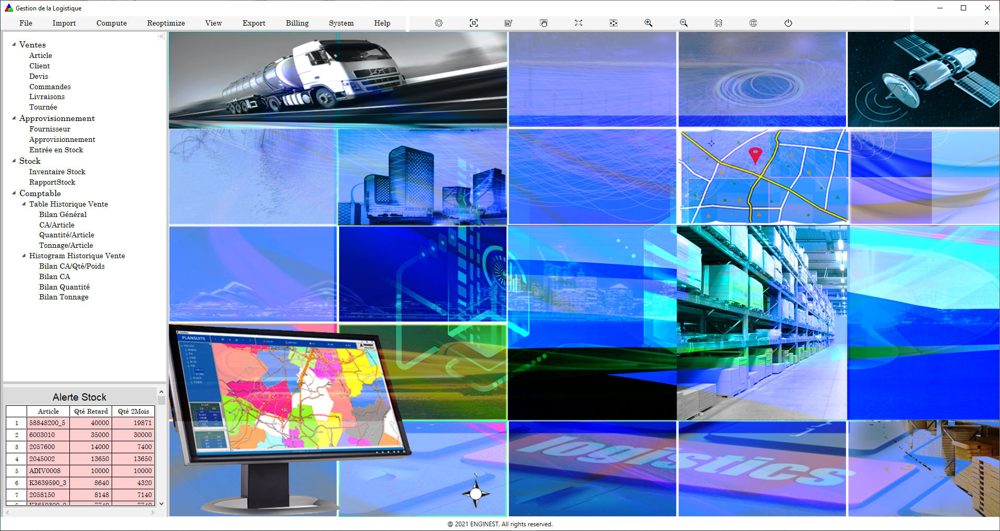 Gestion de la Logistique
File Import Compute Reoptimize View Export Billing System Help
Ventes
Article
Client
Devis
Commandes
Livraisons
Tournée
Approvisionnement
Fournisseur
Approvisionnement
Entrée en Stock
Stock
Inventaire Stock
RapportStock
Comptable
Table Historique Vente
Bilan Général
CA/Article
Quantité/Article
Tonnage/Article
Histogram Historique Vente
Bilan CA/Qté/Poids
Bilan CA
Bilan Quantité
Bilan Tonnage
PLANSUITE
Alerte Stock
Article Qté Retard Qté 2Mois
1 58848200_5 40000 19871
2 6003010 35000 30000
3 2057600 14000 7400
4 2045002 13650 13650
5 ADIV0008 10000 10000
6 K3639590_3 8640 4320
7 2058150 8148 7140
logistics
N
@ 2021 ENGINEST. All rights reserved.